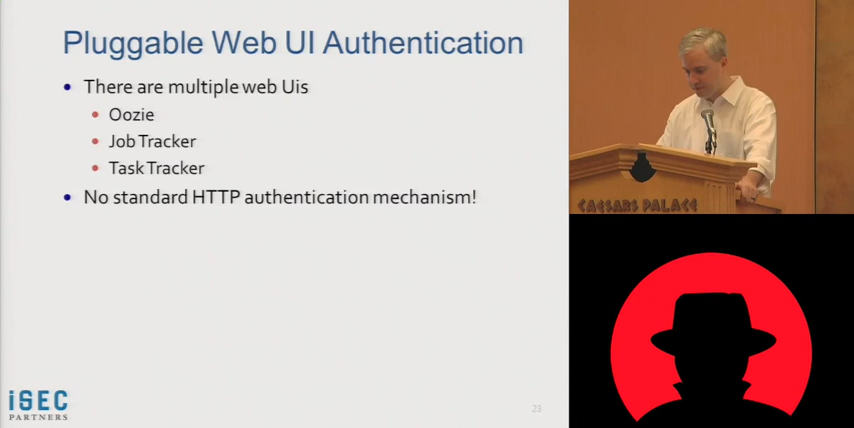 Pluggable Web UI Authentication
There are multiple web Uis
Oozie
Job Tracker
Task Tracker
No standard HTTP authentication mechanism!
iSEC
PARTNERS
23
CAESARS PALACE